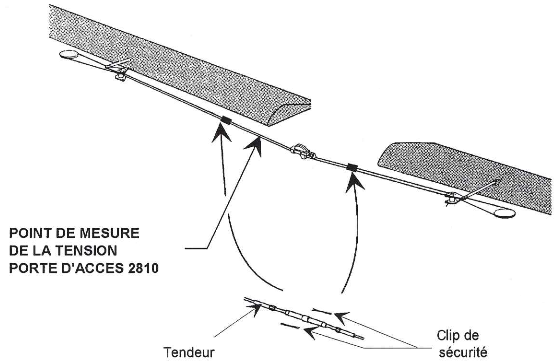 POINT DE MESURE
DE LA TENSION
PORTE D'ACCES 2810
Tendeur
Clip de
sécurité